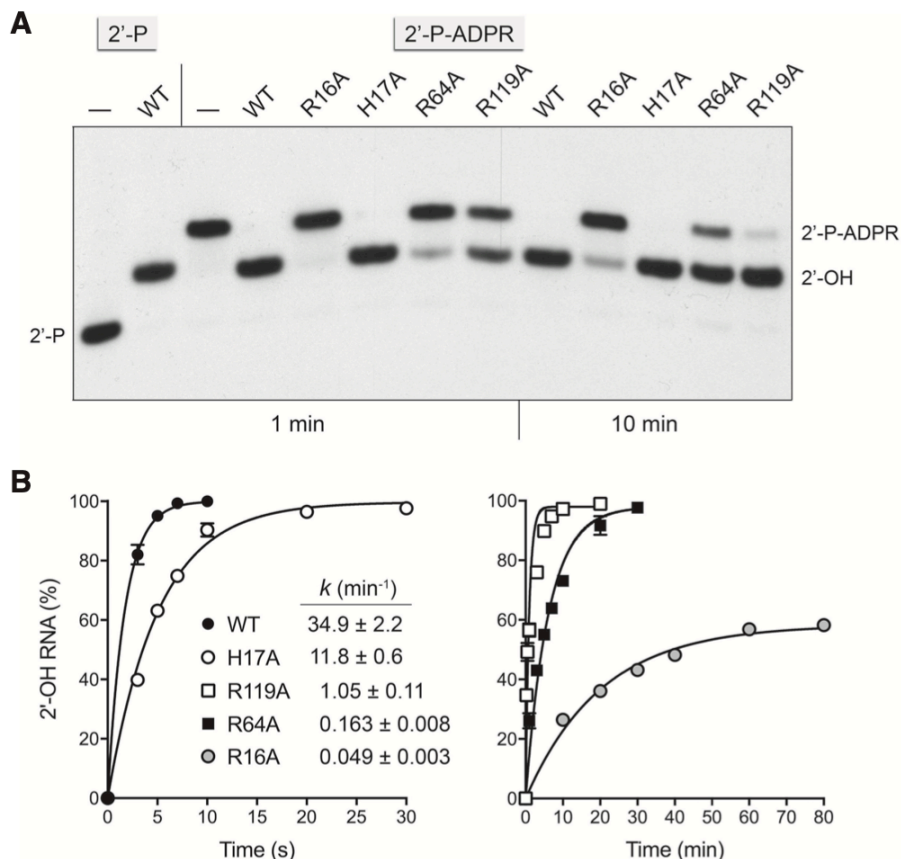 A
2'-P 2'-P-ADPR
— WT — WT R16A H17A R64A R119A WT R16A H17A R64A R119A
2'-P-ADPR
2'-OH
2'-P
1 min 10 min
B
2'-OH RNA (%)
100
80
60
40
20
0
k (min⁻¹)
WT 34.9 ± 2.2
H17A 11.8 ± 0.6
R119A 1.05 ± 0.11
R64A 0.163 ± 0.008
R16A 0.049 ± 0.003
0 5 10 15 20 25 30
Time (s)
100
80
60
40
20
0
0 10 20 30 40 50 60 70 80
Time (min)